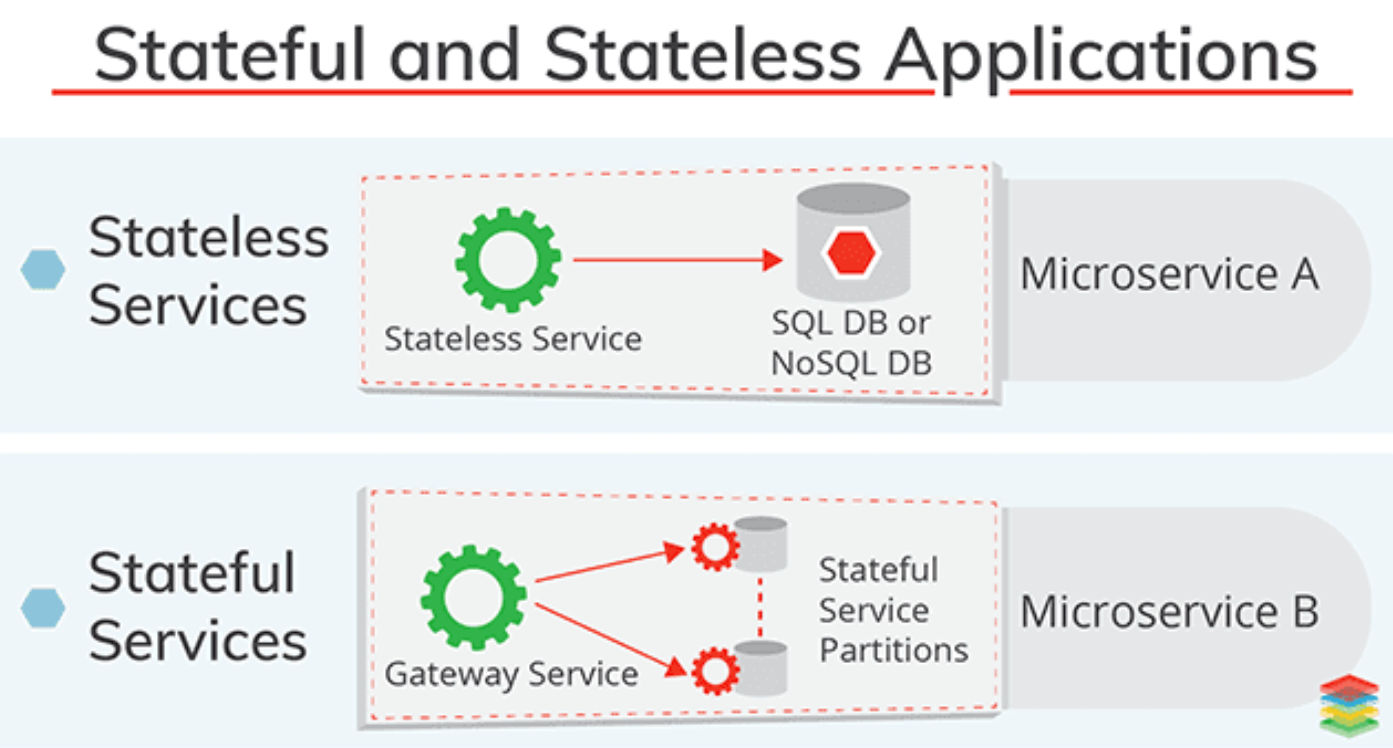 Stateful and Stateless Applications
Stateless
Services
Stateless Service
SQL DB or
NoSQL DB
Microservice A
Stateful
Services
Gateway Service
Stateful
Service
Partitions
Microservice B